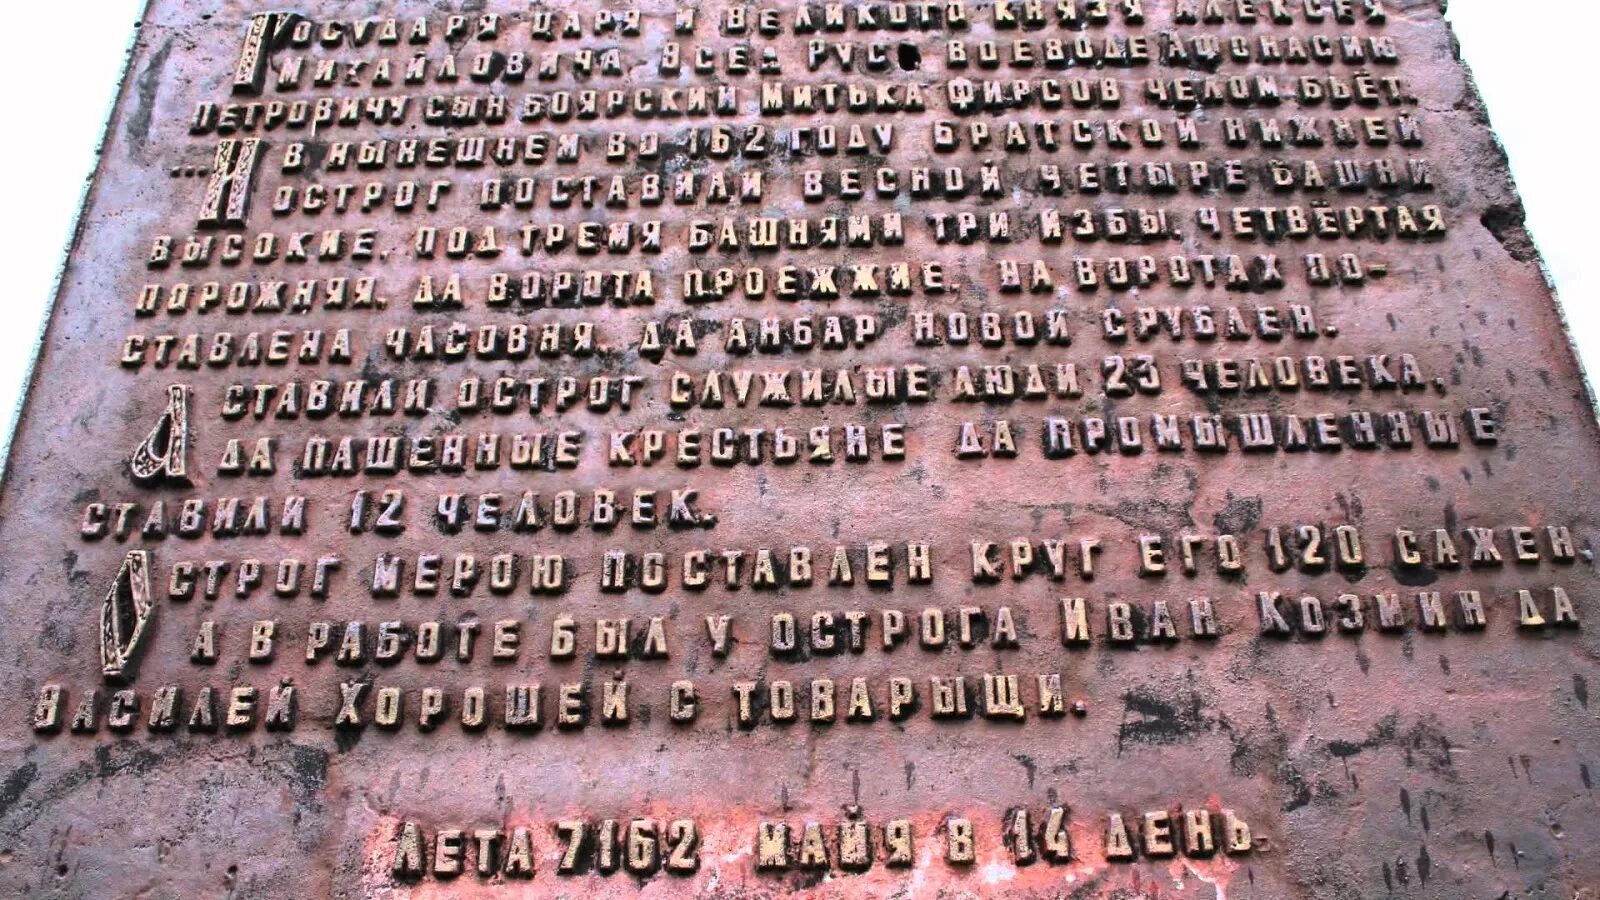 Государя царя и великого князя Алексея
Михайловича всеа Руси воеводе Афонасию
Петровичу сын боярский Митька Фирсов челом бьёт.
... Н в нынешнем во 162 году Братской Нижней
острог поставили весной четыре башни
высокие. под тремя башнями три избы. четвёртая
порожняя. да ворота проежжие. на воротах по-
ставлена часовня. да анбар новой срублен.
А ставили острог служилые люди 23 человека.
да пашенные крестьяне да промышленные
ставили 12 человек.
Острог мерою поставлен круг его 120 сажен.
а в работе был у острога Иван Козмин да
Василей Хорошей с товарыщи.
Лета 7162 майя в 14 день.